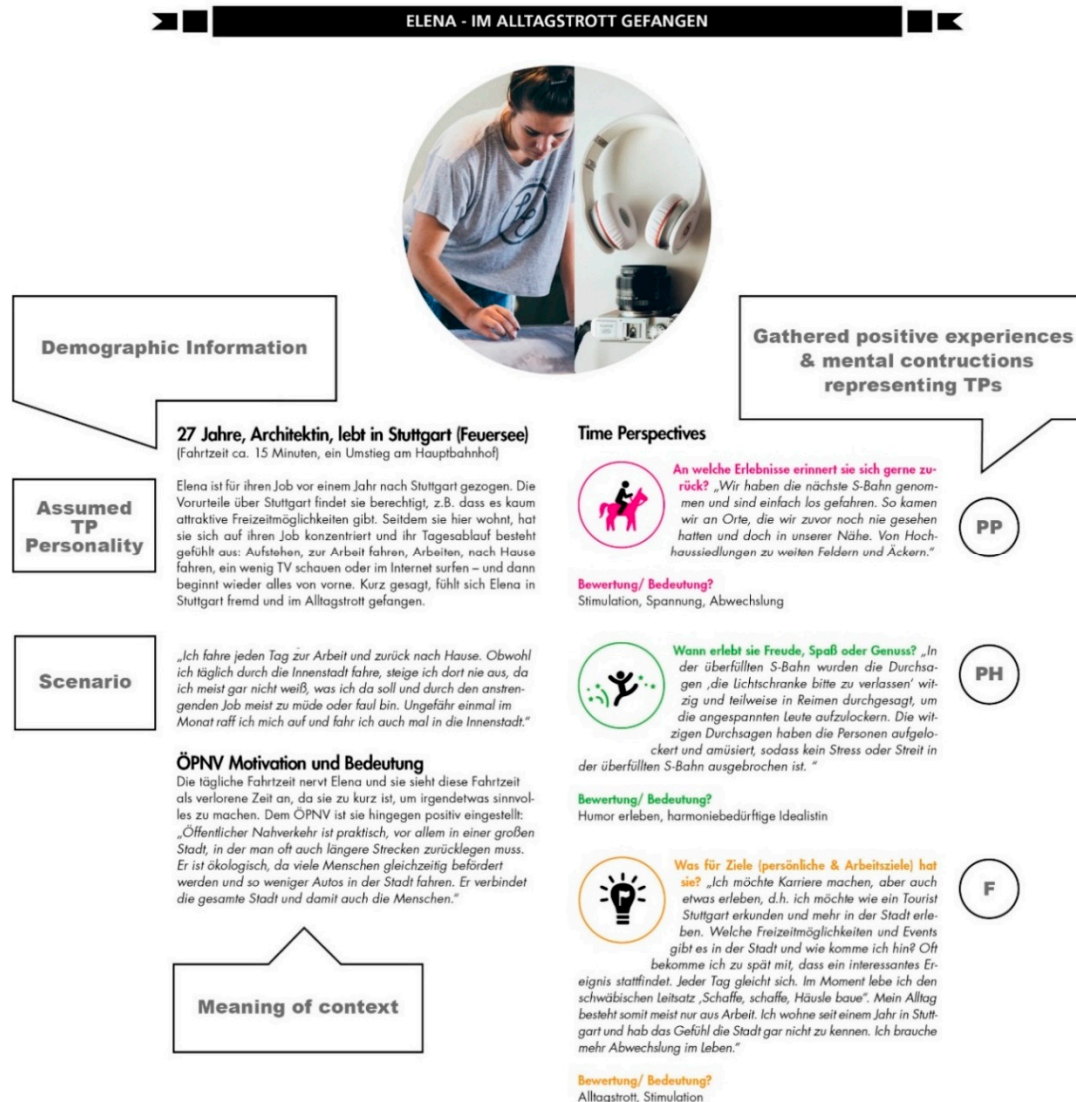 ELENA - IM ALLTAGSTROTT GEFANGEN
Demographic Information
Gathered positive experiences
& mental contructions
representing TPs
27 Jahre, Architektin, lebt in Stuttgart (Feuersee)
(Fahrtzeit ca. 15 Minuten, ein Umstieg am Hauptbahnhof)
Assumed
TP
Personality
Elena ist für ihren Job vor einem Jahr nach Stuttgart gezogen. Die
Vorurteile über Stuttgart findet sie berechtigt, z.B. dass es kaum
attraktive Freizeitmöglichkeiten gibt. Seitdem sie hier wohnt, hat
sie sich auf ihren Job konzentriert und ihr Tagesablauf besteht
gefühlt aus: Aufstehen, zur Arbeit fahren, Arbeiten, nach Hause
fahren, ein wenig TV schauen oder im Internet surfen – und dann
beginnt wieder alles von vorne. Kurz gesagt, fühlt sich Elena in
Stuttgart fremd und im Alltagstrott gefangen.
Scenario
„Ich fahre jeden Tag zur Arbeit und zurück nach Hause. Obwohl
ich täglich durch die Innenstadt fahre, steige ich dort nie aus, da
ich meist gar nicht weiß, was ich da soll und durch den anstren-
genden Job meist zu müde oder faul bin. Ungefähr einmal im
Monat raff ich mich auf und fahr ich auch mal in die Innenstadt.“
ÖPNV Motivation und Bedeutung
Die tägliche Fahrtzeit nervt Elena und sie sieht diese Fahrtzeit
als verlorene Zeit an, da sie zu kurz ist, um irgendetwas sinnvol-
les zu machen. Dem ÖPNV ist sie hingegen positiv eingestellt:
„Öffentlicher Nahverkehr ist praktisch, vor allem in einer großen
Stadt, in der man oft auch längere Strecken zurücklegen muss.
Er ist ökologisch, da viele Menschen gleichzeitig befördert
werden und so weniger Autos in der Stadt fahren. Er verbindet
die gesamte Stadt und damit auch die Menschen.“
Meaning of context
Time Perspectives
An welche Erlebnisse erinnert sie sich gerne zu-
rück? „Wir haben die nächste S-Bahn genom-
men und sind einfach los gefahren. So kamen
wir an Orte, die wir zuvor noch nie gesehen
hatten und doch in unserer Nähe. Von Hoch-
haussiedlungen zu weiten Feldern und Äckern.“
PP
Bewertung/ Bedeutung?
Stimulation, Spannung, Abwechslung
Wann erlebt sie Freude, Spaß oder Genuss? „In
der überfüllten S-Bahn wurden die Durchsa-
gen ‚die Lichtschranke bitte zu verlassen‘ wit-
zig und teilweise in Reimen durchgesagt, um
die angespannten Leute aufzulockern. Die wit-
zigen Durchsagen haben die Personen aufgelo-
ckert und amüsiert, sodass kein Stress oder Streit in
der überfüllten S-Bahn ausgebrochen ist. “
PH
Bewertung/ Bedeutung?
Humor erleben, harmoniebedürftige Idealistin
Was für Ziele (persönliche & Arbeitsziele) hat
sie? „Ich möchte Karriere machen, aber auch
etwas erleben, d.h. ich möchte wie ein Tourist
Stuttgart erkunden und mehr in der Stadt erle-
ben. Welche Freizeitmöglichkeiten und Events
gibt es in der Stadt und wie komme ich hin? Oft
bekomme ich zu spät mit, dass ein interessantes Er-
eignis stattfindet. Jeder Tag gleicht sich. Im Moment lebe ich den
schwäbischen Leitsatz ‚Schaffe, schaffe, Häusle baue“. Mein Alltag
besteht somit meist nur aus Arbeit. Ich wohne seit einem Jahr in Stutt-
gart und hab das Gefühl die Stadt gar nicht zu kennen. Ich brauche
mehr Abwechslung im Leben.“
F
Bewertung/ Bedeutung?
Alltagstrott, Stimulation